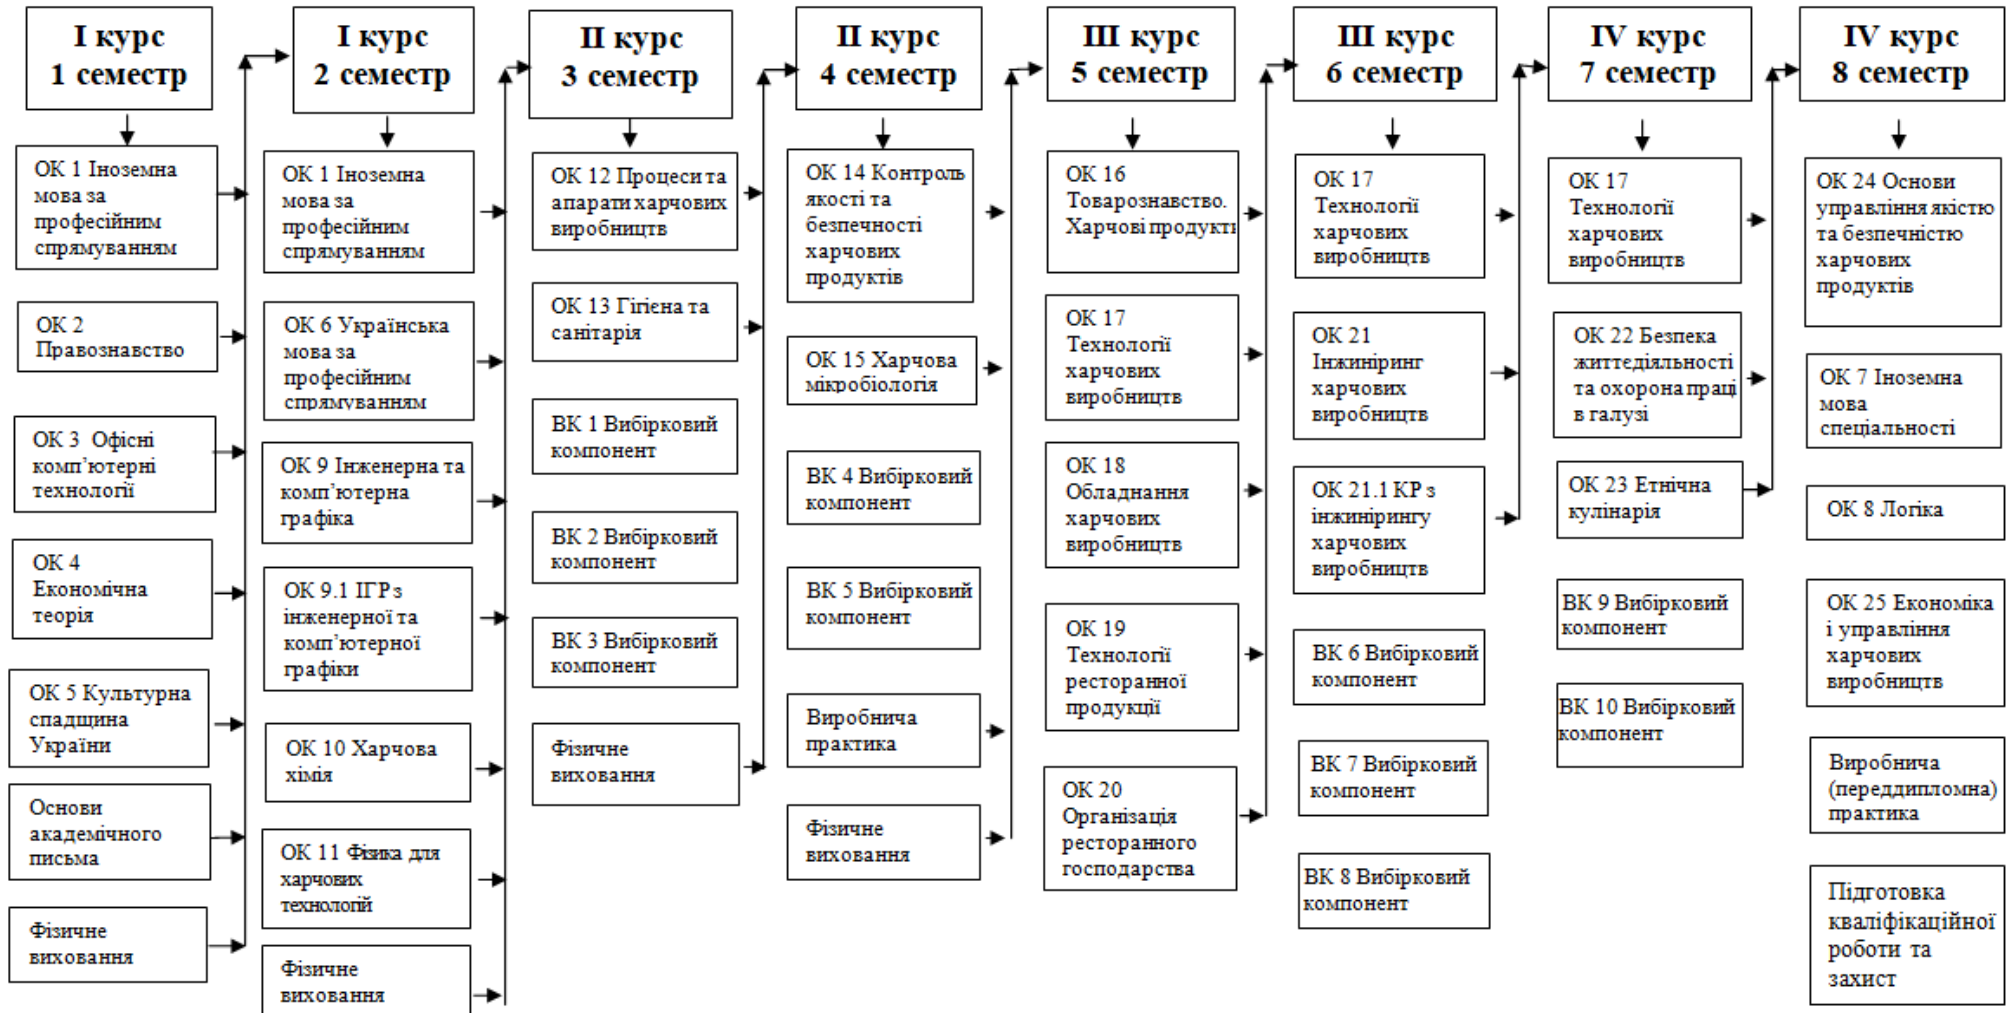 І курс
1 семестр
ОК 1 Іноземна
мова за
професійним
спрямуванням
ОК 2
Правознавство
ОК 3 Офісні
комп’ютерні
технології
ОК 4
Економічна
теорія
ОК 5 Культурна
спадщина
України
Основи
академічного
письма
Фізичне
виховання
І курс
2 семестр
ОК 1 Іноземна
мова за
професійним
спрямуванням
ОК 6 Українська
мова за
професійним
спрямуванням
ОК 9 Інженерна та
комп’ютерна
графіка
ОК 9.1 ІГР з
інженерної та
комп’ютерної
графіки
ОК 10 Харчова
хімія
ОК 11 Фізика для
харчових
технологій
Фізичне
виховання
ІІ курс
3 семестр
ОК 12 Процеси та
апарати харчових
виробництв
ОК 13 Гігієна та
санітарія
ВК 1 Вибірковий
компонент
ВК 2 Вибірковий
компонент
ВК 3 Вибірковий
компонент
Фізичне
виховання
ІІ курс
4 семестр
ОК 14 Контроль
якості та
безпечності
харчових
продуктів
ОК 15 Харчова
мікробіологія
ВК 4 Вибірковий
компонент
ВК 5 Вибірковий
компонент
Виробнича
практика
Фізичне
виховання
ІІІ курс
5 семестр
ОК 16
Товарознавство.
Харчові продукти
ОК 17
Технології
харчових
виробництв
ОК 18
Обладнання
харчових
виробництв
ОК 19
Технології
ресторанної
продукції
ОК 20
Організація
ресторанного
господарства
ІІІ курс
6 семестр
ОК 17
Технології
харчових
виробництв
ОК 21
Інжиніринг
харчових
виробництв
ОК 21.1 КР з
інжинірингу
харчових
виробництв
ВК 6 Вибірковий
компонент
ВК 7 Вибірковий
компонент
ВК 8 Вибірковий
компонент
IV курс
7 семестр
ОК 17
Технології
харчових
виробництв
ОК 22 Безпека
життєдіяльності
та охорона праці
в галузі
ОК 23 Етнічна
кулінарія
ВК 9 Вибірковий
компонент
ВК 10 Вибірковий
компонент
IV курс
8 семестр
ОК 24 Основи
управління якістю
та безпечністю
харчових
продуктів
ОК 7 Іноземна
мова
спеціальності
ОК 8 Логіка
ОК 25 Економіка
і управління
харчових
виробництв
Виробнича
(переддипломна)
практика
Підготовка
кваліфікаційної
роботи та
захист